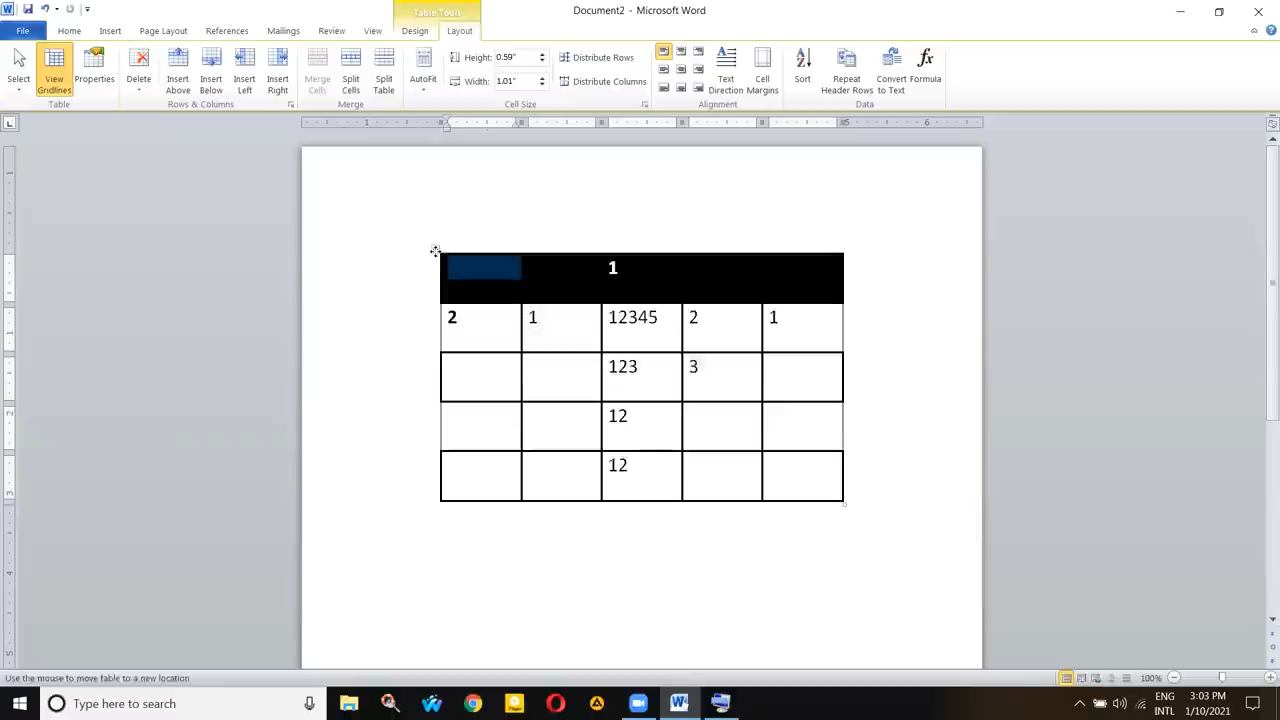 Table Tools
Document2 - Microsoft Word
File Home Insert Page Layout References Mailings Review View Design Layout
Select View Gridlines Properties Delete Insert Above Insert Below Insert Left Insert Right Merge Cells Split Cells Split Table AutoFit Height: 0.59" Width: 1.01" Distribute Rows Distribute Columns Text Direction Cell Margins Sort Repeat Header Rows Convert to Text Formula
Table Rows & Columns Merge Cell Size Alignment Data
1 5 6
1
2 1 12345 2 1
123 3
12
12
Use the mouse to move table to a new location 100%
Type here to search
ENG 3:03 PM
INTL 1/10/2021